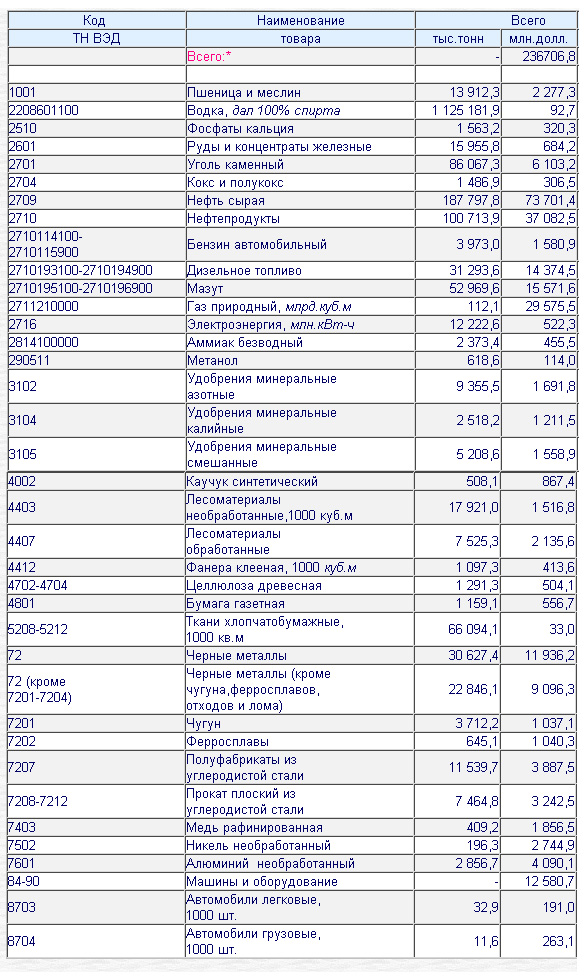 Код Наименование Всего
ТН ВЭД товара тыс.тонн млн.долл.
Всего:* - 236706,8
1001 Пшеница и меслин 13 912,3 2 277,3
2208601100 Водка, дал 100% спирта 1 125 181,9 92,7
2510 Фосфаты кальция 1 563,2 320,3
2601 Руды и концентраты железные 15 955,8 684,2
2701 Уголь каменный 86 067,3 6 103,2
2704 Кокс и полукокс 1 486,9 306,5
2709 Нефть сырая 187 797,8 73 701,4
2710 Нефтепродукты 100 713,9 37 082,5
2710114100-
2710115900 Бензин автомобильный 3 973,0 1 580,9
2710193100-2710194900 Дизельное топливо 31 293,6 14 374,5
2710195100-2710196900 Мазут 52 969,6 15 571,6
2711210000 Газ природный, млрд.куб.м 112,1 29 575,5
2716 Электроэнергия, млн.кВт-ч 12 222,6 522,3
2814100000 Аммиак безводный 2 373,4 455,5
290511 Метанол 618,6 114,0
3102 Удобрения минеральные
азотные 9 355,5 1 691,8
3104 Удобрения минеральные
калийные 2 518,2 1 211,5
3105 Удобрения минеральные
смешанные 5 208,6 1 558,9
4002 Каучук синтетический 508,1 867,4
4403 Лесоматериалы
необработанные,1000 куб.м 17 921,0 1 516,8
4407 Лесоматериалы
обработанные 7 525,3 2 135,6
4412 Фанера клееная, 1000 куб.м 1 097,3 413,6
4702-4704 Целлюлоза древесная 1 291,3 504,1
4801 Бумага газетная 1 159,1 556,7
5208-5212 Ткани хлопчатобумажные,
1000 кв.м 66 094,1 33,0
72 Черные металлы 30 627,4 11 936,2
72 (кроме
7201-7204) Черные металлы (кроме
чугуна,ферросплавов,
отходов и лома) 22 846,1 9 096,3
7201 Чугун 3 712,2 1 037,1
7202 Ферросплавы 645,1 1 040,3
7207 Полуфабрикаты из
углеродистой стали 11 539,7 3 887,5
7208-7212 Прокат плоский из
углеродистой стали 7 464,8 3 242,5
7403 Медь рафинированная 409,2 1 856,5
7502 Никель необработанный 196,3 2 744,9
7601 Алюминий необработанный 2 856,7 4 090,1
84-90 Машины и оборудование - 12 580,7
8703 Автомобили легковые,
1000 шт. 32,9 191,0
8704 Автомобили грузовые,
1000 шт. 11,6 263,1